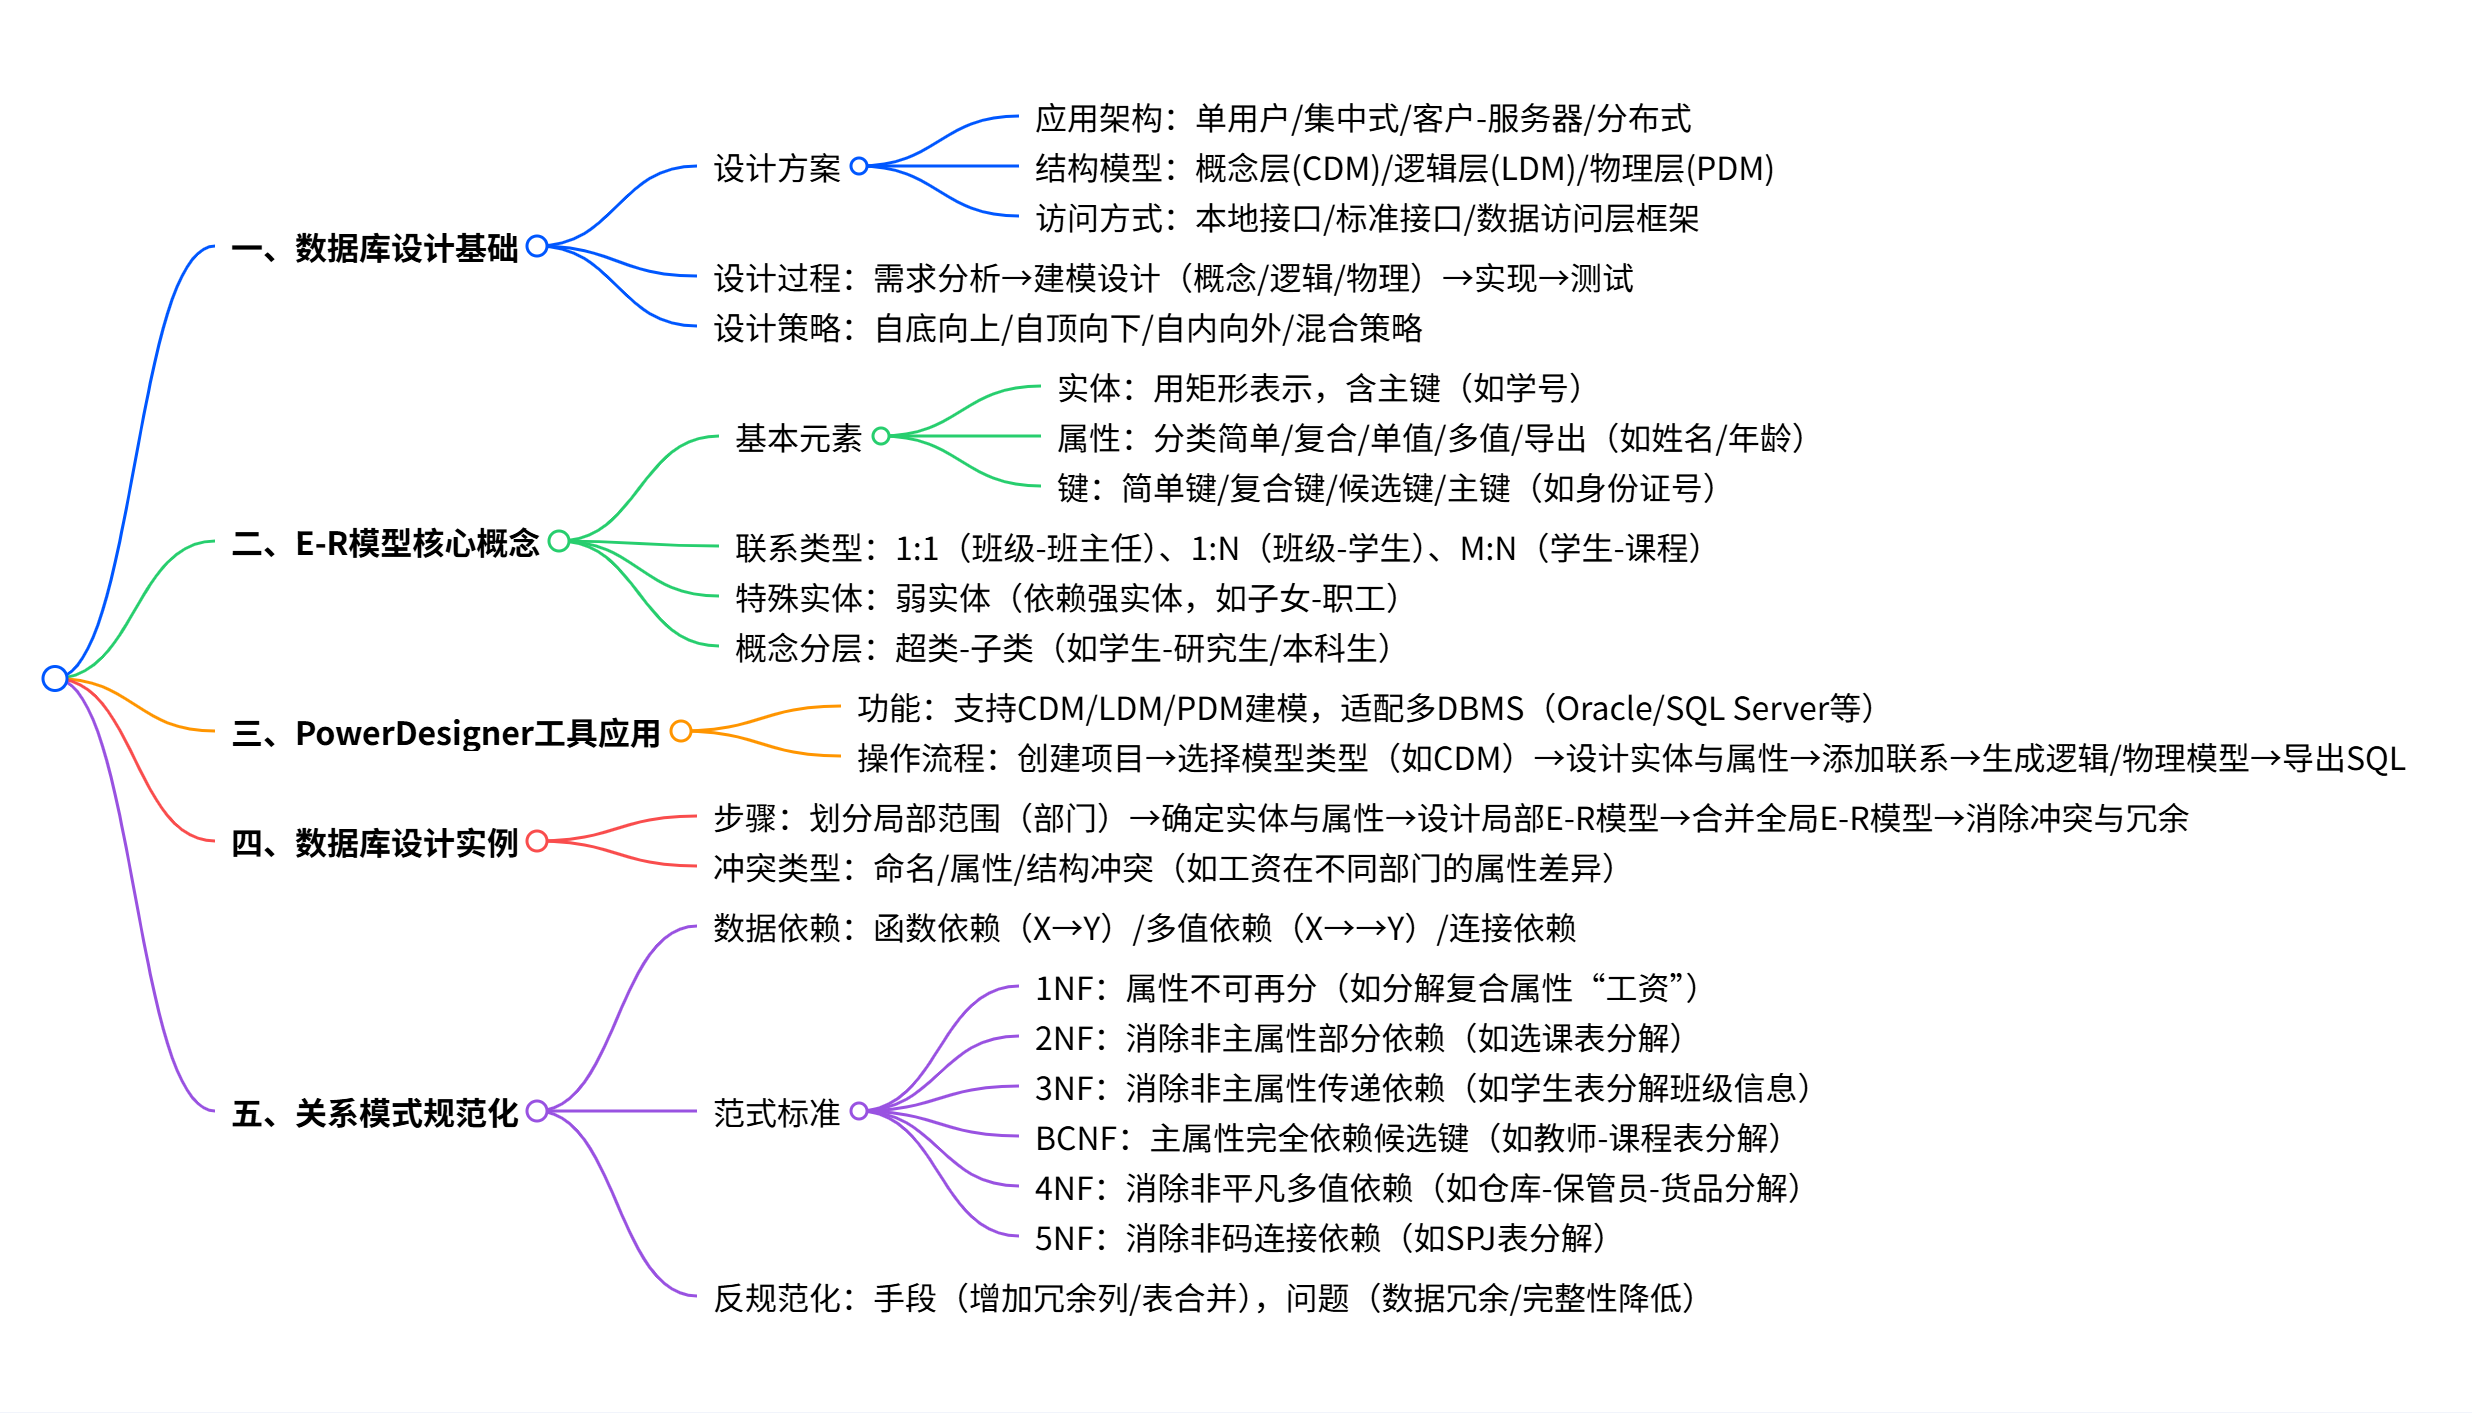 一、数据库设计基础
设计方案
应用架构：单用户/集中式/客户-服务器/分布式
结构模型：概念层(CDM)/逻辑层(LDM)/物理层(PDM)
访问方式：本地接口/标准接口/数据访问层框架
设计过程：需求分析→建模设计（概念/逻辑/物理）→实现→测试
设计策略：自底向上/自顶向下/自内向外/混合策略
二、E-R模型核心概念
基本元素
实体：用矩形表示，含主键（如学号）
属性：分类简单/复合/单值/多值/导出（如姓名/年龄）
键：简单键/复合键/候选键/主键（如身份证号）
联系类型：1:1（班级-班主任）、1:N（班级-学生）、M:N（学生-课程）
特殊实体：弱实体（依赖强实体，如子女-职工）
概念分层：超类-子类（如学生-研究生/本科生）
三、PowerDesigner工具应用
功能：支持CDM/LDM/PDM建模，适配多DBMS（Oracle/SQL Server等）
操作流程：创建项目→选择模型类型（如CDM）→设计实体与属性→添加联系→生成逻辑/物理模型→导出SQL
四、数据库设计实例
步骤：划分局部范围（部门）→确定实体与属性→设计局部E-R模型→合并全局E-R模型→消除冲突与冗余
冲突类型：命名/属性/结构冲突（如工资在不同部门的属性差异）
五、关系模式规范化
数据依赖：函数依赖（X→Y）/多值依赖（X→→Y）/连接依赖
范式标准
1NF：属性不可再分（如分解复合属性“工资”）
2NF：消除非主属性部分依赖（如选课表分解）
3NF：消除非主属性传递依赖（如学生表分解班级信息）
BCNF：主属性完全依赖候选键（如教师-课程表分解）
4NF：消除非平凡多值依赖（如仓库-保管员-货品分解）
5NF：消除非码连接依赖（如SPJ表分解）
反规范化：手段（增加冗余列/表合并），问题（数据冗余/完整性降低）